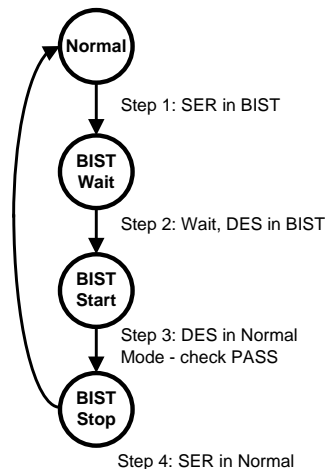 Normal
Step 1: SER in BIST
BIST
Wait
Step 2: Wait, DES in BIST
BIST
Start
Step 3: DES in Normal
Mode - check PASS
BIST
Stop
Step 4: SER in Normal